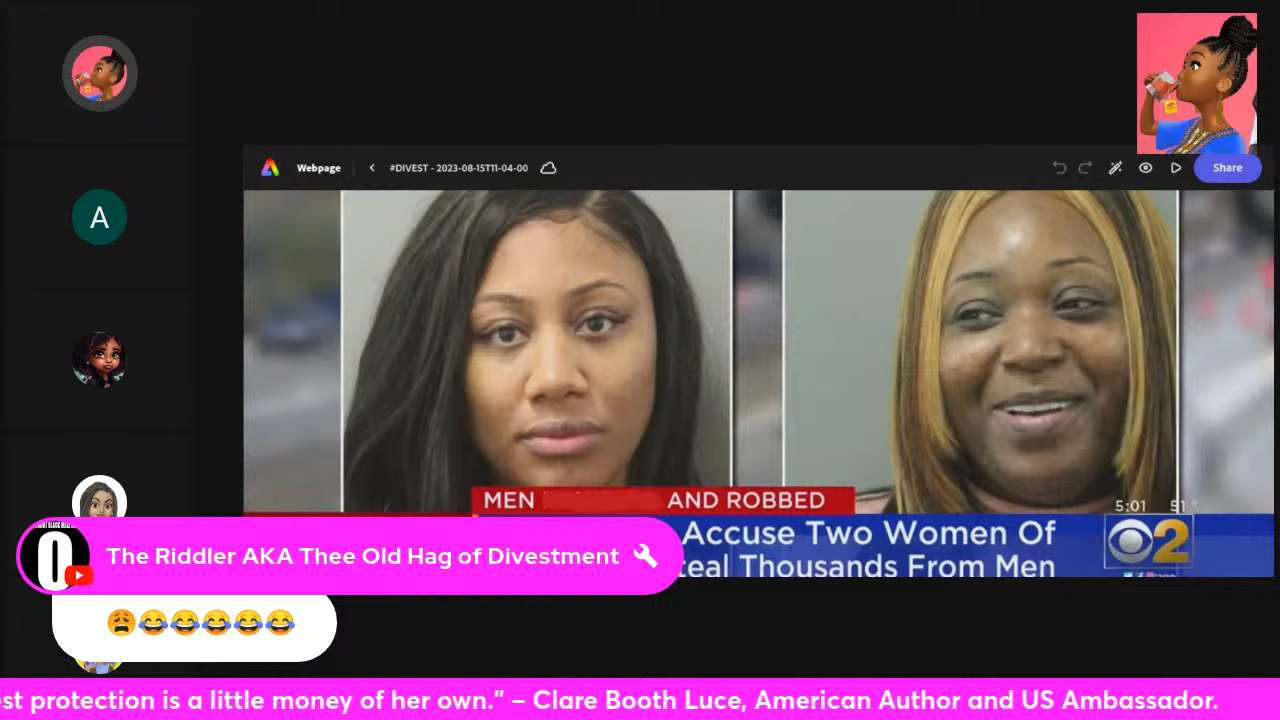 Webpage
#DIVEST - 2023-08-15T11-04-00
Share
A
MEN AND ROBBED
5:01 51°
Accuse Two Women Of
teal Thousands From Men
2
The Riddler AKA Thee Old Hag of Divestment
😩😂😂😂😂😂
est protection is a little money of her own.” – Clare Booth Luce, American Author and US Ambassador.